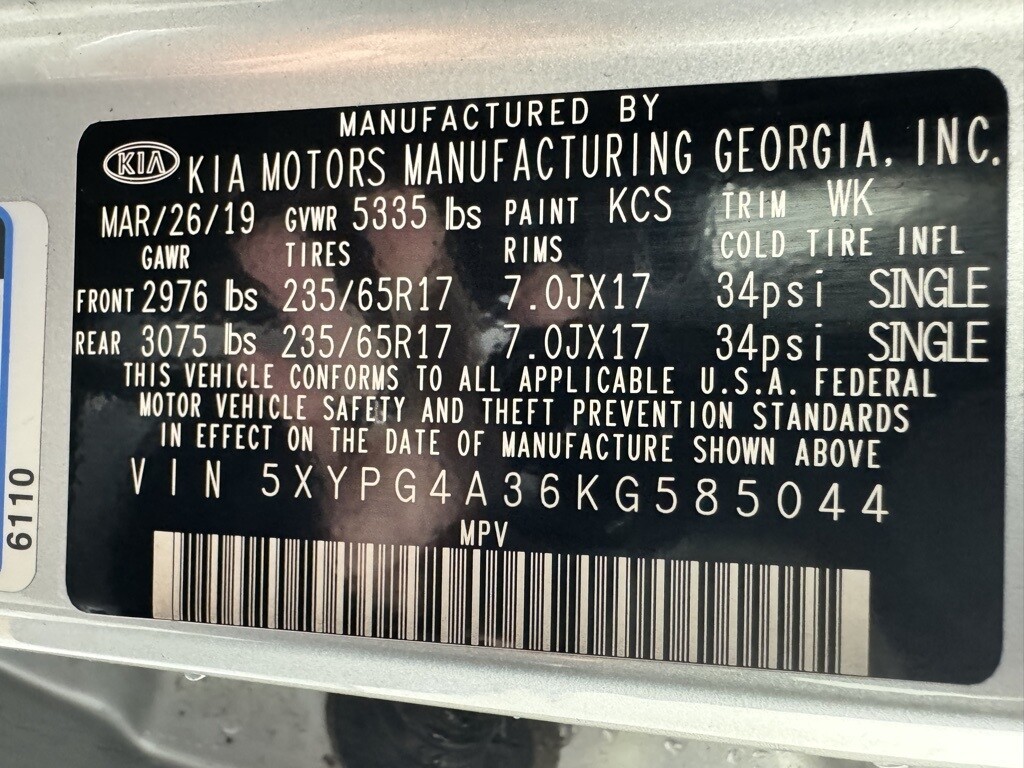 MANUFACTURED BY
KIA KIA MOTORS MANUFACTURING GEORGIA, INC.
MAR/26/19 GVWR 5335 lbs PAINT KCS TRIM WK
GAWR TIRES RIMS COLD TIRE INFL
FRONT 2976 lbs 235/65R17 7.0JX17 34psi SINGLE
REAR 3075 lbs 235/65R17 7.0JX17 34psi SINGLE
THIS VEHICLE CONFORMS TO ALL APPLICABLE U.S.A. FEDERAL
MOTOR VEHICLE SAFETY AND THEFT PREVENTION STANDARDS
IN EFFECT ON THE DATE OF MANUFACTURE SHOWN ABOVE
VIN 5XYPG4A36KG585044
MPV
6110